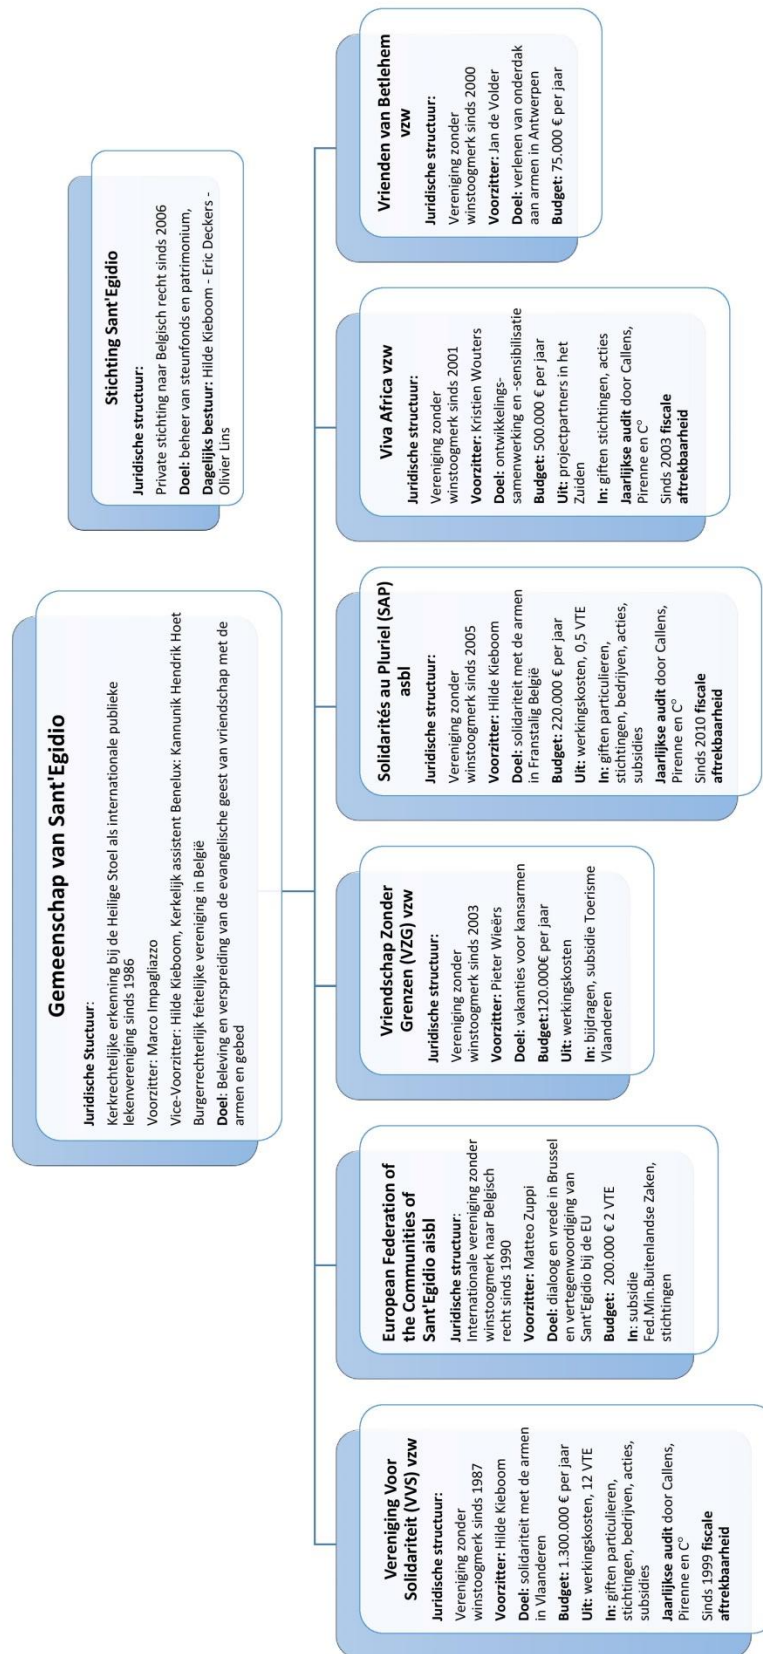 Gemeenschap van Sant'Egidio
Juridische Stuctuur:
Kerkrechtelijke erkenning bij de Heilige Stoel als internationale publieke
lekenvereniging sinds 1986
Voorzitter: Marco Impagliazzo
Vice-Voorzitter: Hilde Kieboom, Kerkelijk assistent Benelux: Kannunik Hendrik Hoet
Burgerrechterlijk feitelijke vereniging in België
Doel: Beleving en verspreiding van de evangelische geest van vriendschap met de
armen en gebed
Stichting Sant'Egidio
Juridische structuur:
Private stichting naar Belgisch recht sinds 2006
Doel: beheer van steunfonds en patrimonium,
Dagelijks bestuur: Hilde Kieboom - Eric Deckers -
Olivier Lins
Vereniging Voor
Solidariteit (VVS) vzw
Juridische structuur:
Vereniging zonder
winstoogmerk sinds 1987
Voorzitter: Hilde Kieboom
Doel: solidariteit met de armen
in Vlaanderen
Budget: 1.300.000 € per jaar
Uit: werkingskosten, 12 VTE
In: giften particulieren,
stichtingen, bedrijven, acties,
subsidies
Jaarlijkse audit door Callens,
Pirenne en C°
Sinds 1999 fiscale
aftrekbaarheid
European Federation of
the Communities of
Sant'Egidio aisbl
Juridische structuur:
Internationale vereniging zonder
winstoogmerk naar Belgisch
recht sinds 1990
Voorzitter: Matteo Zuppi
Doel: dialoog en vrede in Brussel
en vertegenwoordiging van
Sant'Egidio bij de EU
Budget: 200.000 € 2 VTE
In: subsidie
Fed.Min.Buitenlandse Zaken,
stichtingen
Vriendschap Zonder
Grenzen (VZG) vzw
Juridische structuur:
Vereniging zonder
winstoogmerk sinds 2003
Voorzitter: Pieter Wieërs
Doel: vakanties voor kansarmen
Budget:120.000€ per jaar
Uit: werkingskosten
In: bijdragen, subsidie Toerisme
Vlaanderen
Solidarités au Pluriel (SAP)
asbl
Juridische structuur:
Vereniging zonder
winstoogmerk sinds 2005
Voorzitter: Hilde Kieboom
Doel: solidariteit met de armen
in Franstalig België
Budget: 220.000 € per jaar
Uit: werkingskosten, 0,5 VTE
In: giften particulieren,
stichtingen, bedrijven, acties,
subsidies
Jaarlijkse audit door Callens,
Pirenne en C°
Sinds 2010 fiscale
aftrekbaarheid
Viva Africa vzw
Juridische structuur:
Vereniging zonder
winstoogmerk sinds 2001
Voorzitter: Kristien Wouters
Doel: ontwikkelings-
samenwerking en -sensibilisatie
Budget: 500.000 € per jaar
Uit: projectpartners in het
Zuiden
In: giften stichtingen, acties
Jaarlijkse audit door Callens,
Pirenne en C°
Sinds 2003 fiscale
aftrekbaarheid
Vrienden van Betlehem
vzw
Juridische structuur:
Vereniging zonder
winstoogmerk sinds 2000
Voorzitter: Jan de Volder
Doel: verlenen van onderdak
aan armen in Antwerpen
Budget: 75.000 € per jaar